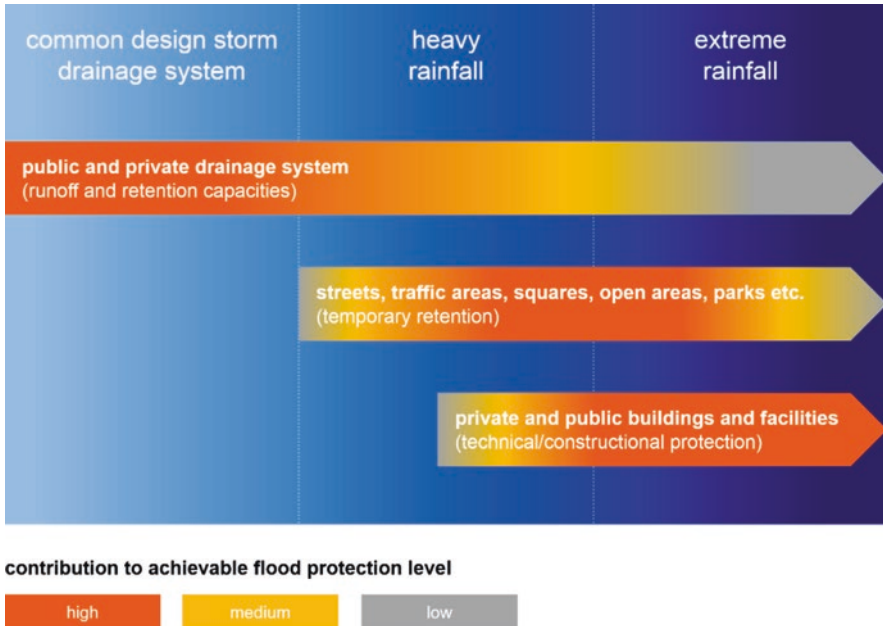 common design storm
drainage system
heavy
rainfall
extreme
rainfall
public and private drainage system
(runoff and retention capacities)
streets, traffic areas, squares, open areas, parks etc.
(temporary retention)
private and public buildings and facilities
(technical/constructional protection)
contribution to achievable flood protection level
high
medium
low